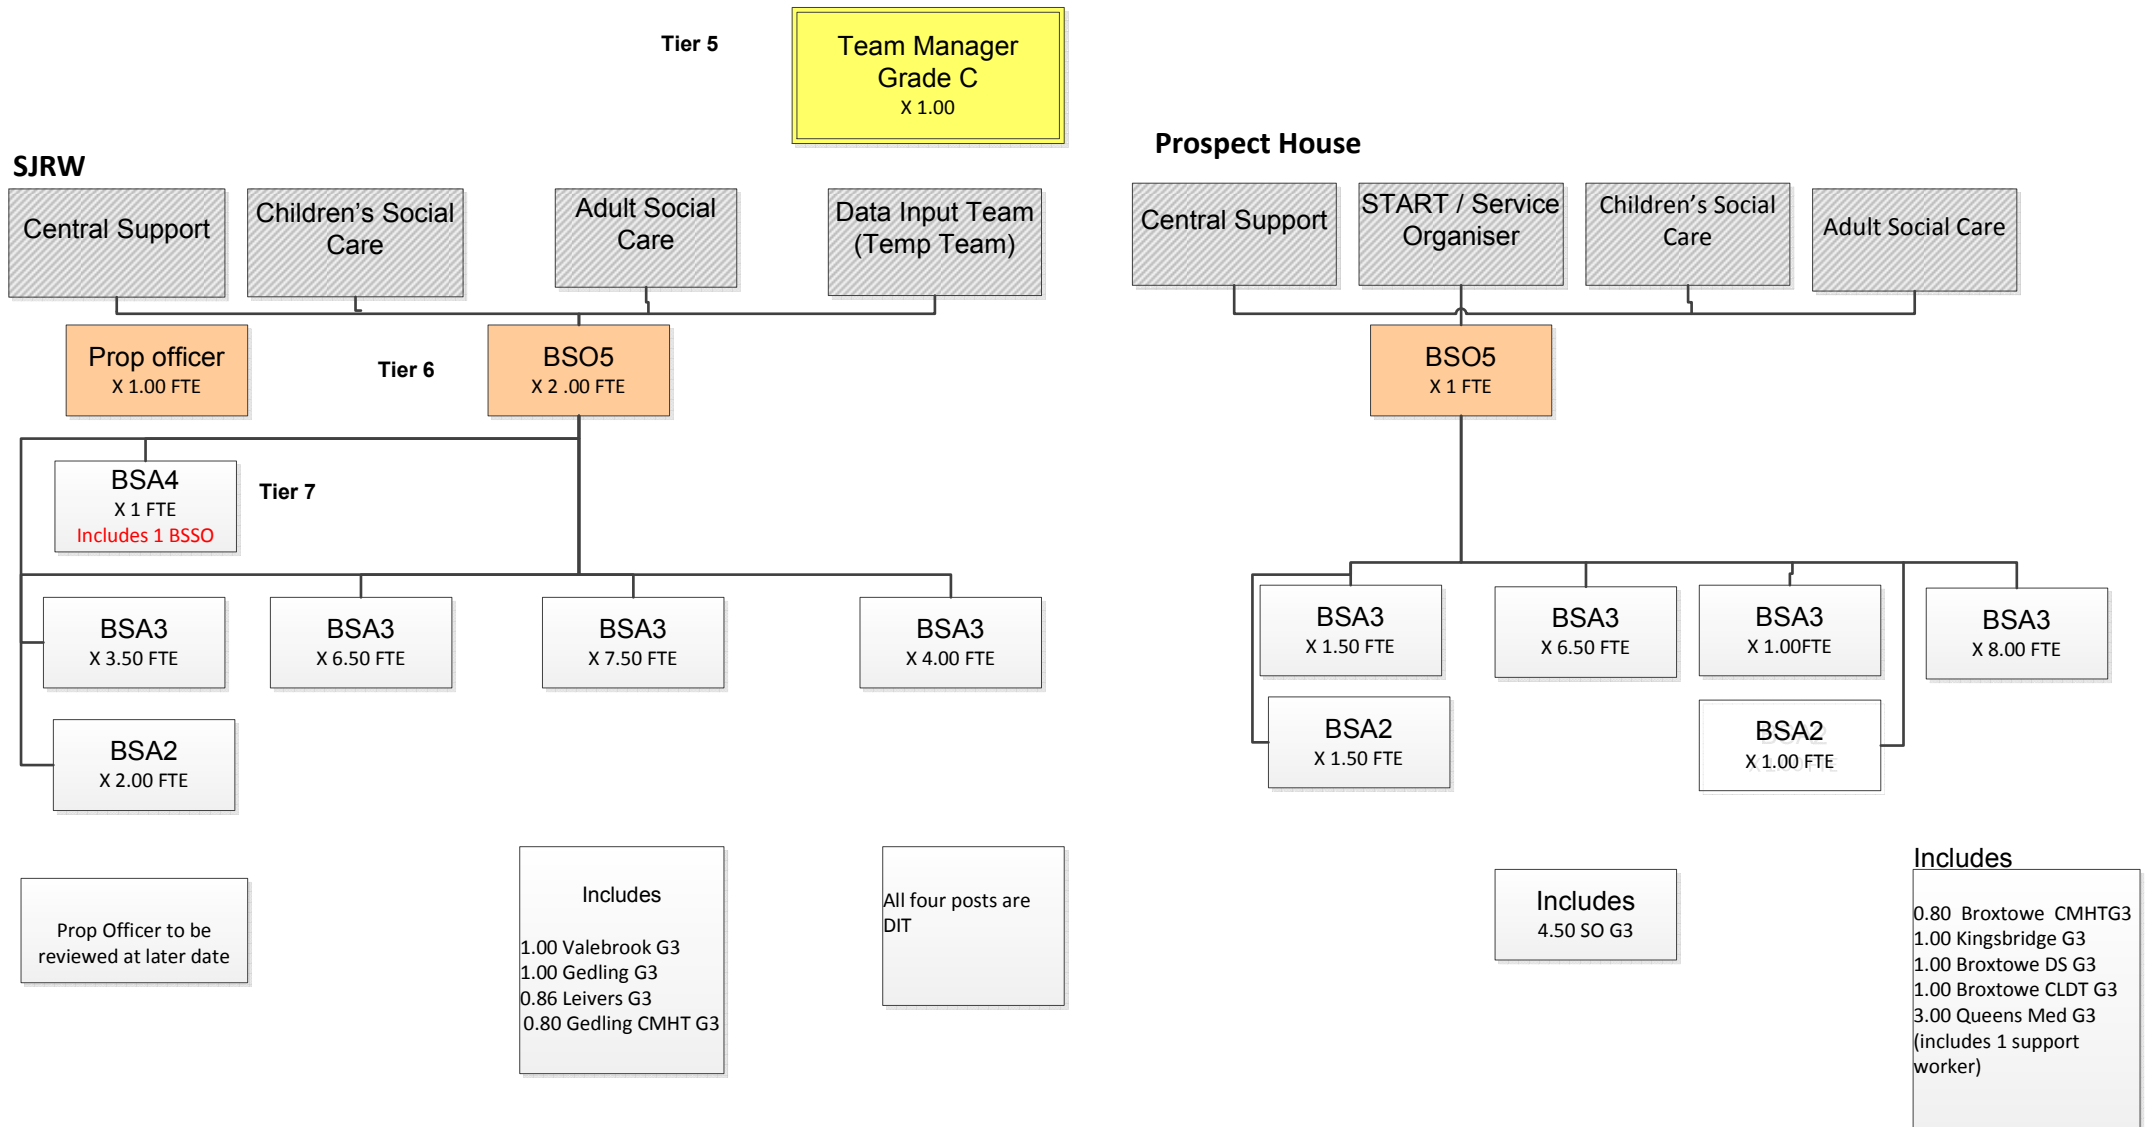 Tier 5
Team Manager
Grade C
X 1.00
SJRW
Prospect House
Central Support
Children's Social
Care
Adult Social
Care
Data Input Team
(Temp Team)
Central Support
START / Service
Organiser
Children's Social
Care
Adult Social Care
Prop officer
X 1.00 FTE
Tier 6
BSO5
X 2 .00 FTE
BSO5
X 1 FTE
BSA4
X 1 FTE
Includes 1 BSSO
Tier 7
BSA3
X 3.50 FTE
BSA3
X 6.50 FTE
BSA3
X 7.50 FTE
BSA3
X 4.00 FTE
BSA3
X 1.50 FTE
BSA3
X 6.50 FTE
BSA3
X 1.00FTE
BSA3
X 8.00 FTE
BSA2
X 2.00 FTE
BSA2
X 1.50 FTE
BSA2
X 1.00 FTE
Prop Officer to be
reviewed at later date
Includes
1.00 Valebrook G3
1.00 Gedling G3
0.86 Leivers G3
0.80 Gedling CMHT G3
All four posts are
DIT
Includes
4.50 SO G3
Includes
0.80 Broxtowe CMHTG3
1.00 Kingsbridge G3
1.00 Broxtowe DS G3
1.00 Broxtowe CLDT G3
3.00 Queens Med G3
(includes 1 support
worker)